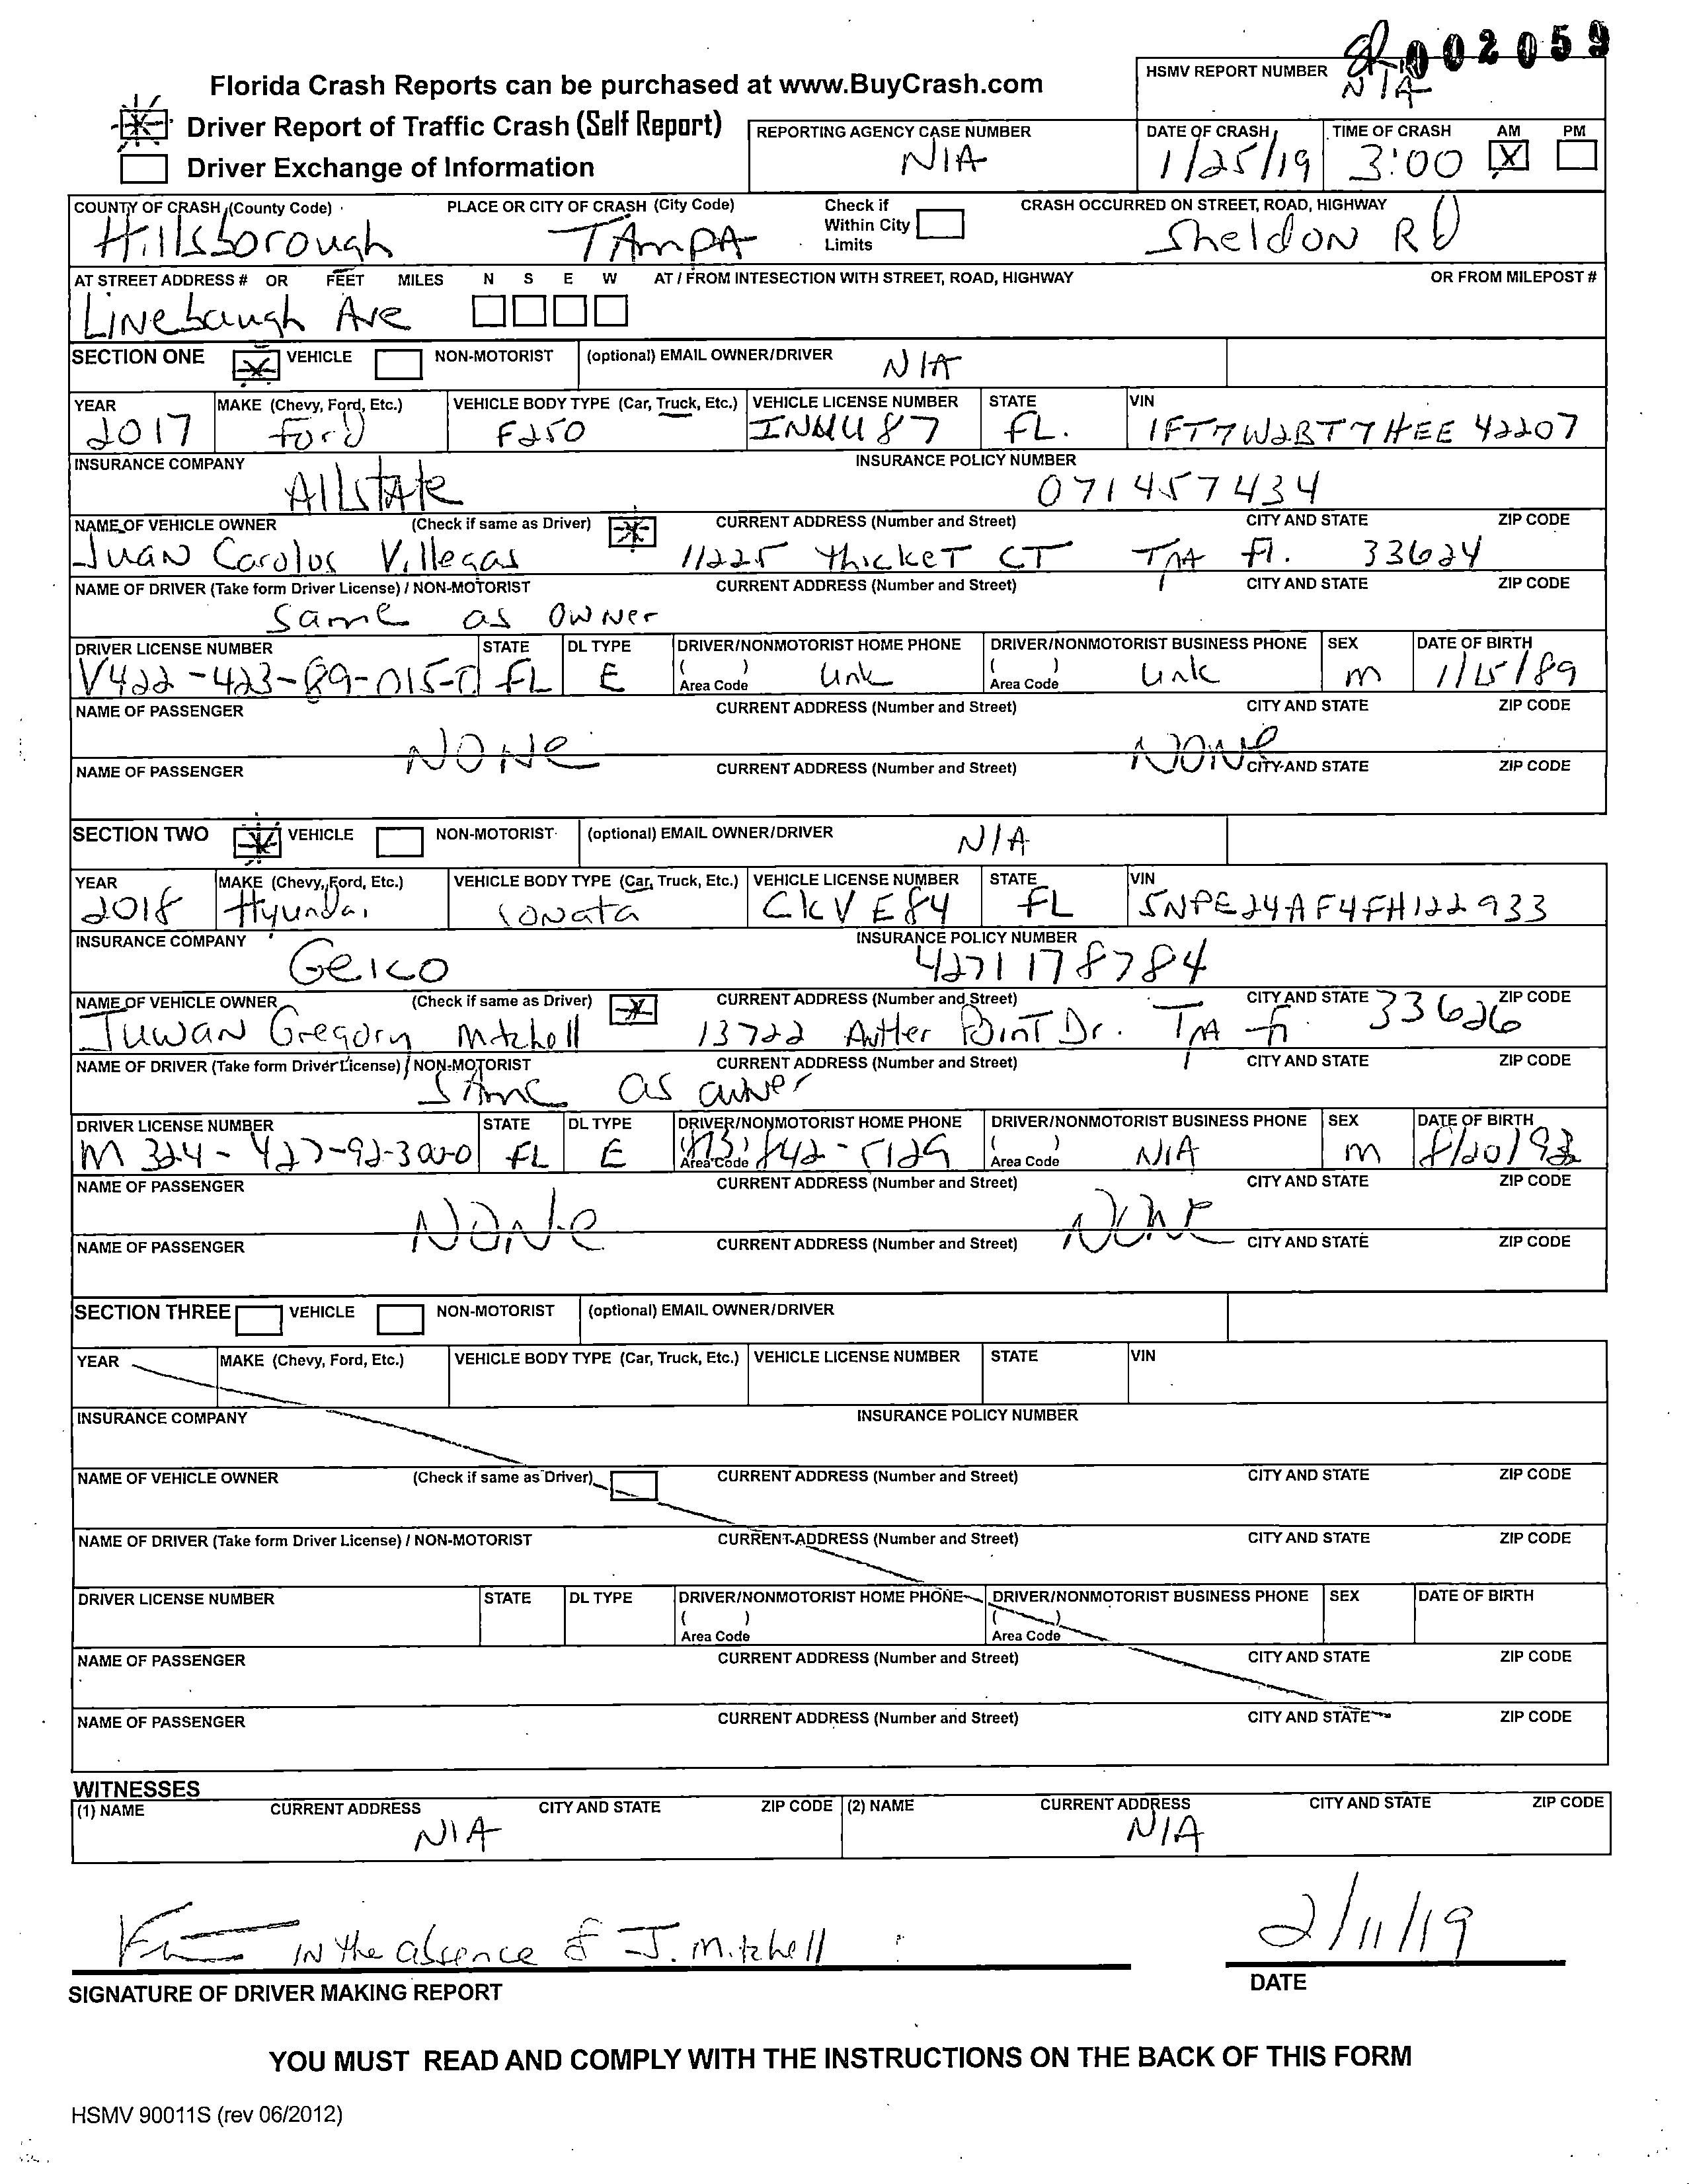 002059
Florida Crash Reports can be purchased at www.BuyCrash.com
HSMV REPORT NUMBER
N/A
Driver Report of Traffic Crash (Self Report)
REPORTING AGENCY CASE NUMBER DATE OF CRASH TIME OF CRASH AM PM
N/A 1/25/19 3:00 X
Driver Exchange of Information
COUNTY OF CRASH (County Code) PLACE OR CITY OF CRASH (City Code) Check if Within City Limits CRASH OCCURRED ON STREET, ROAD, HIGHWAY
Hillsborough TAmPA Sheldon RD
AT STREET ADDRESS # OR FEET MILES N S E W AT / FROM INTESECTION WITH STREET, ROAD, HIGHWAY OR FROM MILEPOST #
Linebaugh Ave
SECTION ONE X VEHICLE NON-MOTORIST (optional) EMAIL OWNER/DRIVER N/A
YEAR MAKE (Chevy, Ford, Etc.) VEHICLE BODY TYPE (Car, Truck, Etc.) VEHICLE LICENSE NUMBER STATE VIN
2017 Ford F250 FL. 1FT7W2BT7HEE42207
INSURANCE COMPANY INSURANCE POLICY NUMBER
Allstate 071457434
NAME OF VEHICLE OWNER (Check if same as Driver) CURRENT ADDRESS (Number and Street) CITY AND STATE ZIP CODE
Juan Carolos Villegas 11225 Thicket CT TPA Fl. 33624
NAME OF DRIVER (Take form Driver License) / NON-MOTORIST CURRENT ADDRESS (Number and Street) CITY AND STATE ZIP CODE
Same as owner
DRIVER LICENSE NUMBER STATE DL TYPE DRIVER/NONMOTORIST HOME PHONE DRIVER/NONMOTORIST BUSINESS PHONE SEX DATE OF BIRTH
V422-423-89-015-0 FL E ( ) Area Code Unk ( ) Area Code Unk m 1/15/89
NAME OF PASSENGER CURRENT ADDRESS (Number and Street) CITY AND STATE ZIP CODE
NONE NONE
NAME OF PASSENGER CURRENT ADDRESS (Number and Street) CITY AND STATE ZIP CODE
SECTION TWO X VEHICLE NON-MOTORIST (optional) EMAIL OWNER/DRIVER N/A
YEAR MAKE (Chevy, Ford, Etc.) VEHICLE BODY TYPE (Car, Truck, Etc.) VEHICLE LICENSE NUMBER STATE VIN
2018 Hyundai Sonata CKVE84 FL 5NPE24AF4FH122933
INSURANCE COMPANY INSURANCE POLICY NUMBER
Geico 4271178784
NAME OF VEHICLE OWNER (Check if same as Driver) CURRENT ADDRESS (Number and Street) CITY AND STATE ZIP CODE
Juwan Gregory Mitchell 13722 Antler Point Dr. TPA Fl 33626
NAME OF DRIVER (Take form Driver License) / NON-MOTORIST CURRENT ADDRESS (Number and Street) CITY AND STATE ZIP CODE
Same as owner
DRIVER LICENSE NUMBER STATE DL TYPE DRIVER/NONMOTORIST HOME PHONE DRIVER/NONMOTORIST BUSINESS PHONE SEX DATE OF BIRTH
M324-427-92-300-0 FL E (813) Area Code 842-5129 ( ) Area Code N/A m
NAME OF PASSENGER CURRENT ADDRESS (Number and Street) CITY AND STATE ZIP CODE
NONE NONE
NAME OF PASSENGER CURRENT ADDRESS (Number and Street) CITY AND STATE ZIP CODE
SECTION THREE VEHICLE NON-MOTORIST (optional) EMAIL OWNER/DRIVER
YEAR MAKE (Chevy, Ford, Etc.) VEHICLE BODY TYPE (Car, Truck, Etc.) VEHICLE LICENSE NUMBER STATE VIN
INSURANCE COMPANY INSURANCE POLICY NUMBER
NAME OF VEHICLE OWNER (Check if same as Driver) CURRENT ADDRESS (Number and Street) CITY AND STATE ZIP CODE
NAME OF DRIVER (Take form Driver License) / NON-MOTORIST CURRENT ADDRESS (Number and Street) CITY AND STATE ZIP CODE
DRIVER LICENSE NUMBER STATE DL TYPE DRIVER/NONMOTORIST HOME PHONE DRIVER/NONMOTORIST BUSINESS PHONE SEX DATE OF BIRTH
( ) ( )
Area Code Area Code
NAME OF PASSENGER CURRENT ADDRESS (Number and Street) CITY AND STATE ZIP CODE
NAME OF PASSENGER CURRENT ADDRESS (Number and Street) CITY AND STATE ZIP CODE
WITNESSES
(1) NAME CURRENT ADDRESS CITY AND STATE ZIP CODE (2) NAME CURRENT ADDRESS CITY AND STATE ZIP CODE
N/A N/A
In the absence of J. Mitchell 2/11/19
SIGNATURE OF DRIVER MAKING REPORT DATE
YOU MUST READ AND COMPLY WITH THE INSTRUCTIONS ON THE BACK OF THIS FORM
HSMV 90011S (rev 06/2012)